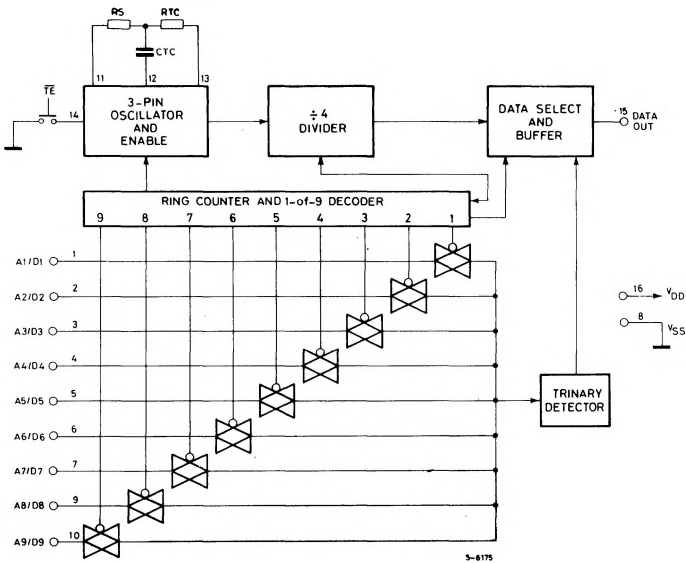 RS RTC
CTC
11 12 13
TE
14
3-PIN
OSCILLATOR
AND
ENABLE
÷4
DIVIDER
DATA SELECT
AND
BUFFER
15 DATA
OUT
RING COUNTER AND 1-of-9 DECODER
9 8 7 6 5 4 3 2 1
A1/D1 1
A2/D2 2
A3/D3 3
A4/D4 4
A5/D5 5
A6/D6 6
A7/D7 7
A8/D8 9
A9/D9 10
16 VDD
8 VSS
TRINARY
DETECTOR
S-6175